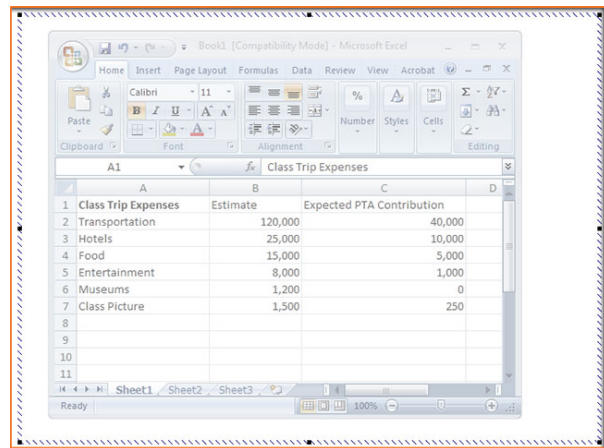 Book1 [Compatibility Mode] - Microsoft Excel
Home Insert Page Layout Formulas Data Review View Acrobat
Calibri 11
Paste B I U A A % A Number Styles Cells
Clipboard Font Alignment Editing
A1 fx Class Trip Expenses
A B C D
1 Class Trip Expenses Estimate Expected PTA Contribution
2 Transportation 120,000 40,000
3 Hotels 25,000 10,000
4 Food 15,000 5,000
5 Entertainment 8,000 1,000
6 Museums 1,200 0
7 Class Picture 1,500 250
8
9
10
11
Sheet1 Sheet2 Sheet3
Ready 100%